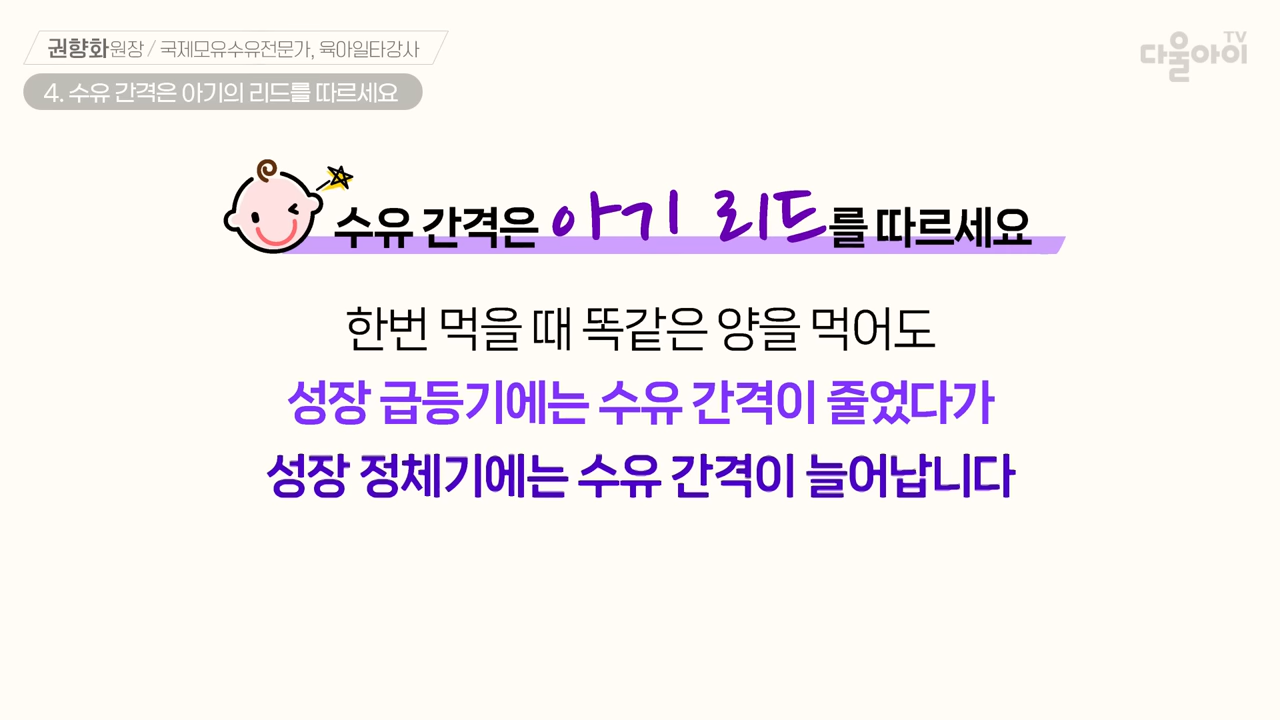 권향화원장 / 국제모유수유전문가, 육아일타강사
다울아이 TV
4. 수유 간격은 아기의 리드를 따르세요
수유 간격은 아기 리드를 따르세요
한번 먹을 때 똑같은 양을 먹어도
성장 급등기에는 수유 간격이 줄었다가
성장 정체기에는 수유 간격이 늘어납니다